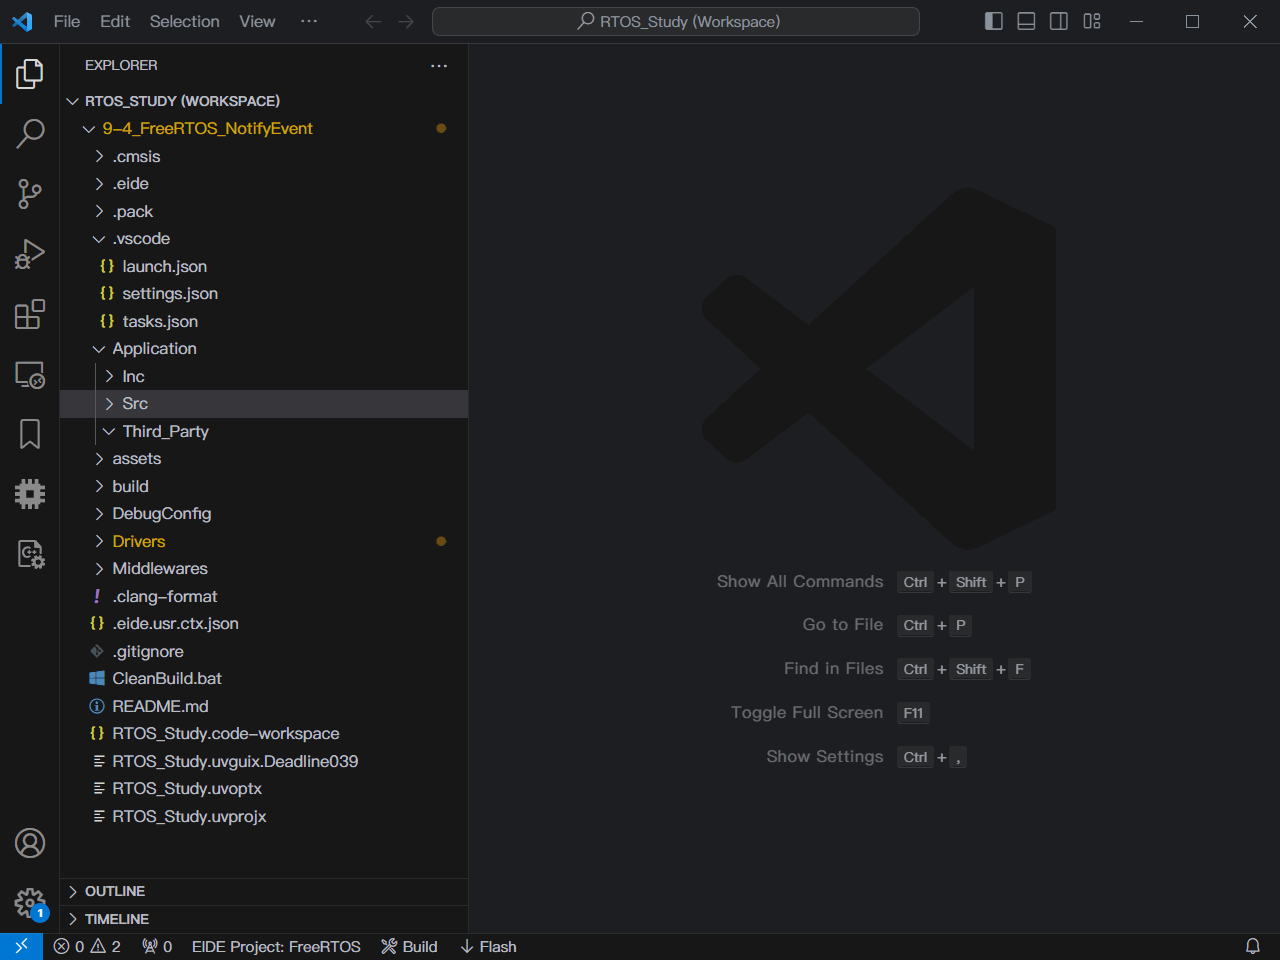 File Edit Selection View ···
RTOS_Study (Workspace)
EXPLORER
RTOS_STUDY (WORKSPACE)
9-4_FreeRTOS_NotifyEvent
.cmsis
.eide
.pack
.vscode
{} launch.json
{} settings.json
{} tasks.json
Application
Inc
Src
Third_Party
assets
build
DebugConfig
Drivers
Middlewares
! .clang-format
{} .eide.usr.ctx.json
.gitignore
CleanBuild.bat
README.md
{} RTOS_Study.code-workspace
RTOS_Study.uvguix.Deadline039
RTOS_Study.uvoptx
RTOS_Study.uvprojx
OUTLINE
TIMELINE
Show All Commands Ctrl + Shift + P
Go to File Ctrl + P
Find in Files Ctrl + Shift + F
Toggle Full Screen F11
Show Settings Ctrl + ,
1
0 2 0 EIDE Project: FreeRTOS Build Flash